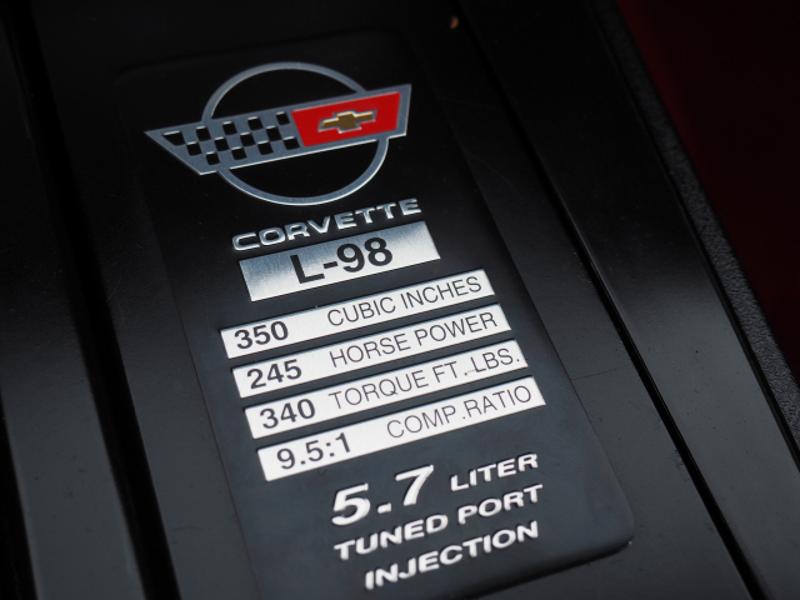 CORVETTE
L-98
350 CUBIC INCHES
245 HORSE POWER
340 TORQUE FT.-LBS.
9.5:1 COMP.RATIO
5.7 LITER
TUNED PORT
INJECTION